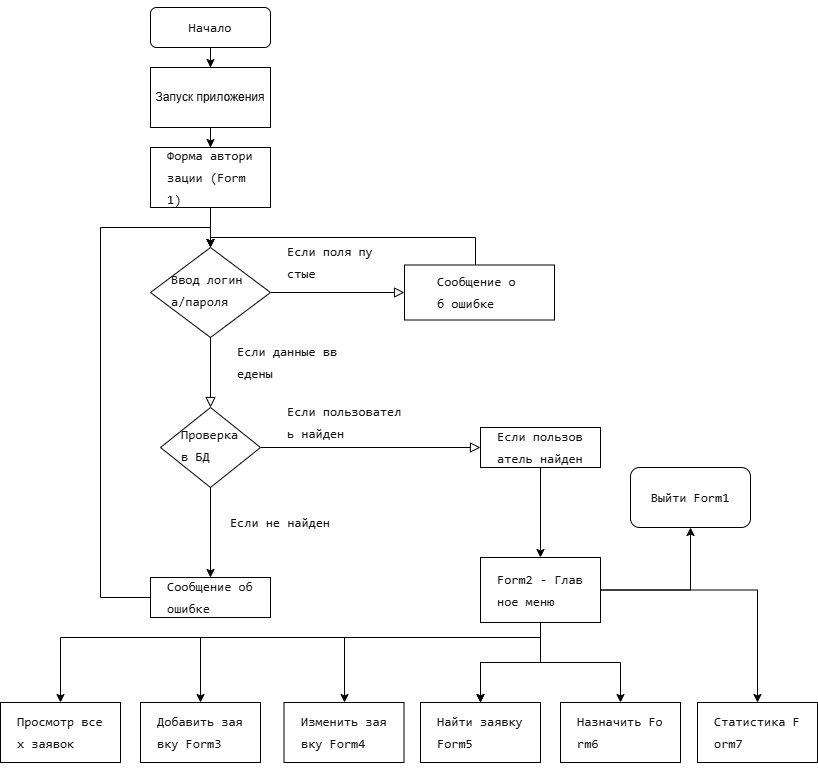 Начало
Запуск приложения
Форма автори
зации (Form
1)
Ввод логин
а/пароля
Если поля пу
стые
Сообщение о
б ошибке
Если данные вв
едены
Проверка
в БД
Если пользовател
ь найден
Если пользов
атель найден
Если не найден
Выйти Form1
Сообщение об
ошибке
Form2 - Глав
ное меню
Просмотр все
х заявок
Добавить зая
вку Form3
Изменить зая
вку Form4
Найти заявку
Form5
Назначить Fo
rm6
Статистика F
orm7